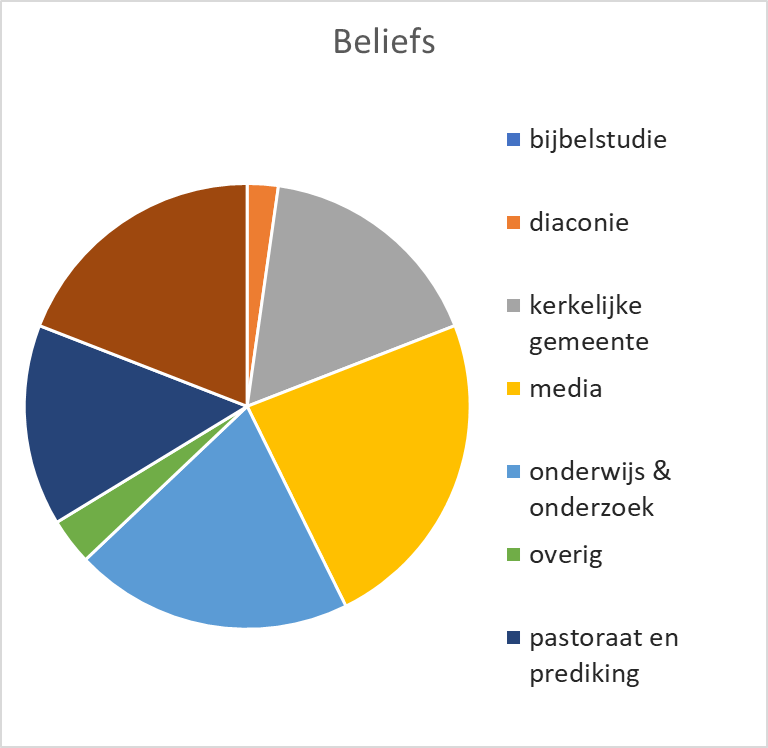 Beliefs
bijbelstudie
diaconie
kerkelijke
gemeente
media
onderwijs &
onderzoek
overig
pastoraat en
prediking